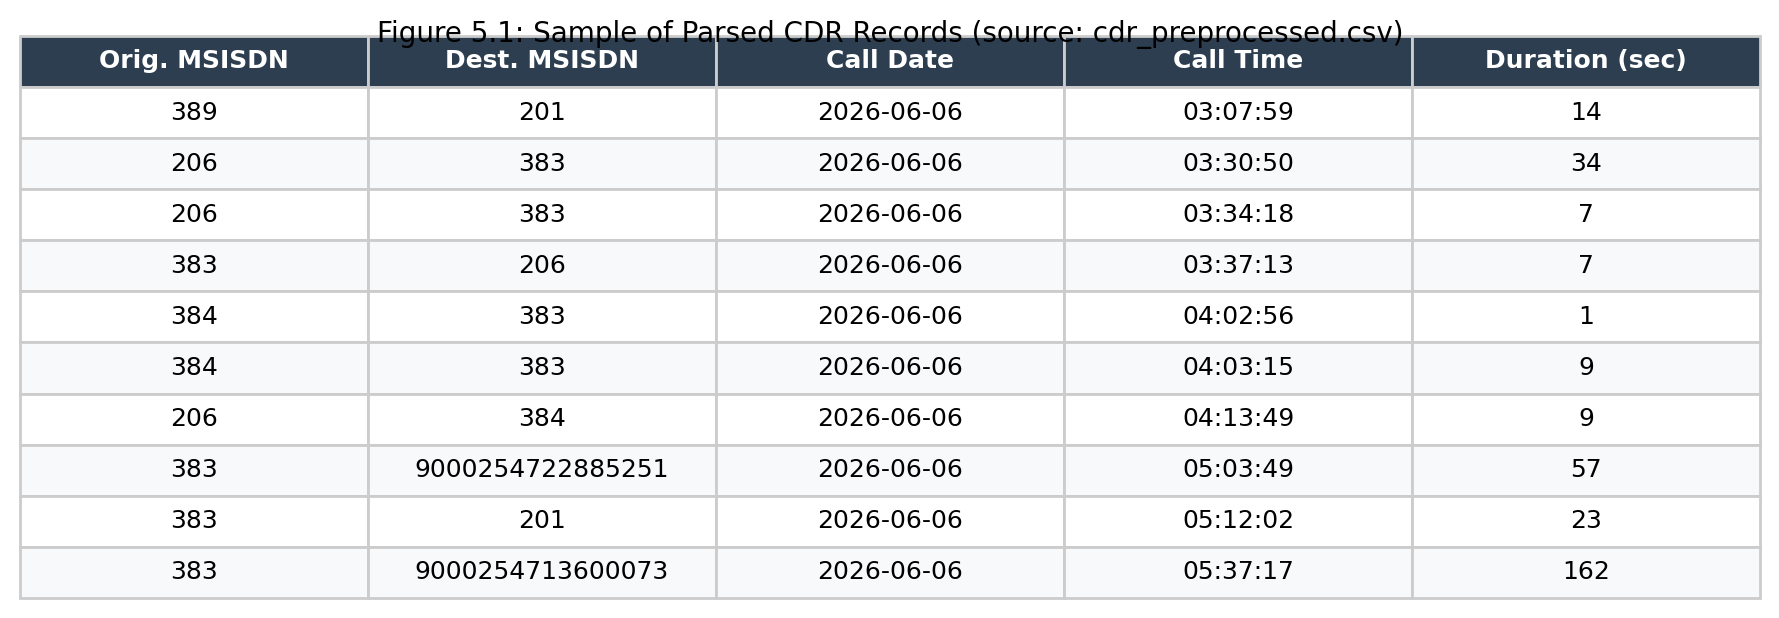 Figure 5.1: Sample of Parsed CDR Records (source: cdr_preprocessed.csv)
Orig. MSISDN Dest. MSISDN Call Date Call Time Duration (sec)
389 201 2026-06-06 03:07:59 14
206 383 2026-06-06 03:30:50 34
206 383 2026-06-06 03:34:18 7
383 206 2026-06-06 03:37:13 7
384 383 2026-06-06 04:02:56 1
384 383 2026-06-06 04:03:15 9
206 384 2026-06-06 04:13:49 9
383 9000254722885251 2026-06-06 05:03:49 57
383 201 2026-06-06 05:12:02 23
383 9000254713600073 2026-06-06 05:37:17 162